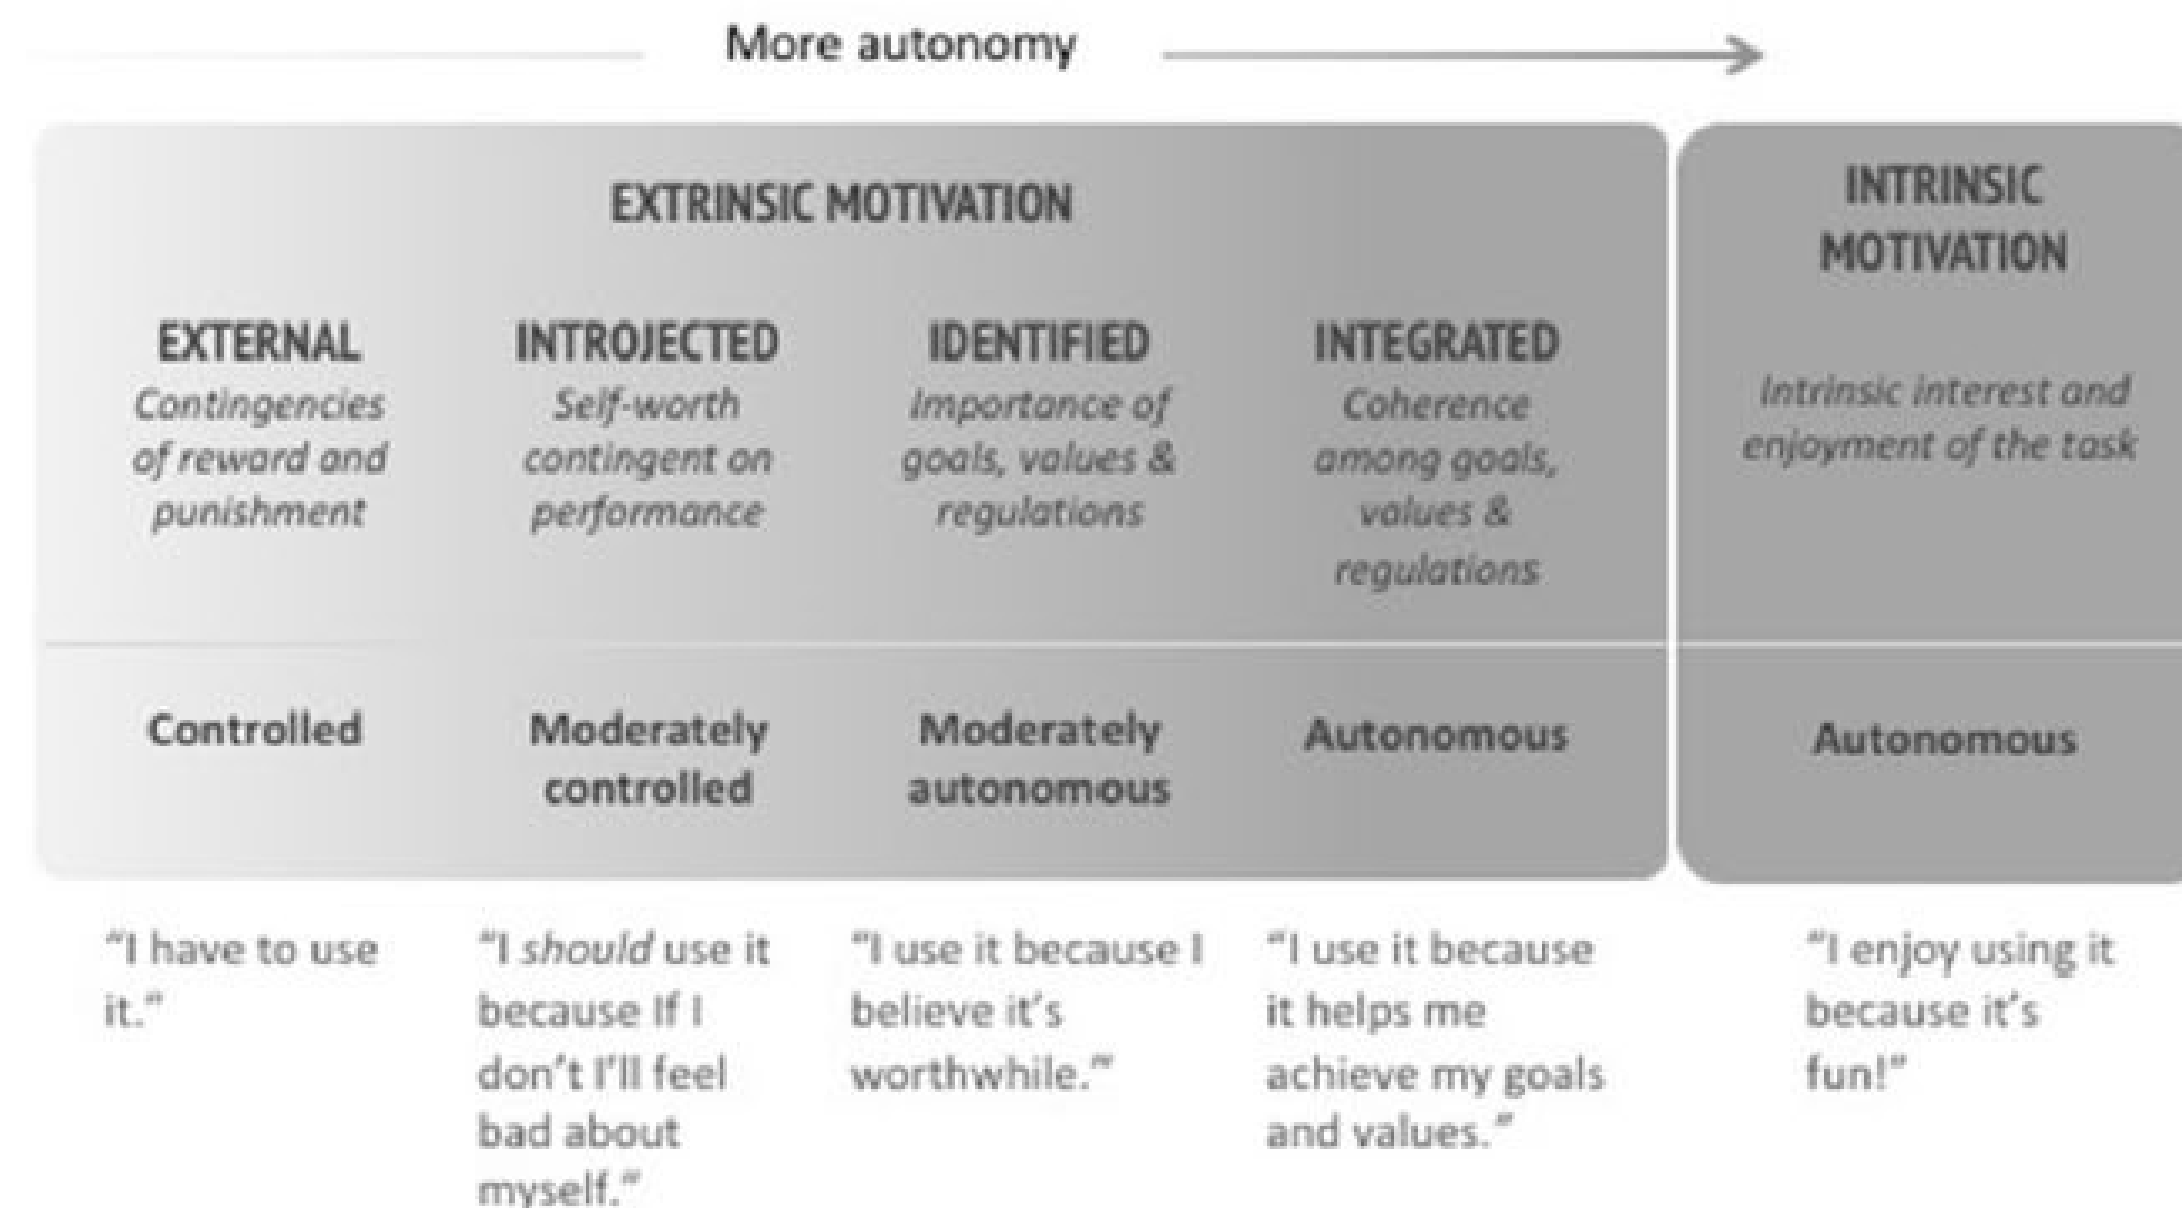 More autonomy
EXTRINSIC MOTIVATION
EXTERNAL
Contingencies
of reward and
punishment
INTROJECTED
Self-worth
contingent on
performance
IDENTIFIED
Importance of
goals, values &
regulations
INTEGRATED
Coherence
among goals,
values &
regulations
INTRINSIC
MOTIVATION
Intrinsic interest and
enjoyment of the task
Controlled
Moderately
controlled
Moderately
autonomous
Autonomous
Autonomous
“I have to use
it.”
“I should use it
because If I
don’t I’ll feel
bad about
myself.”
“I use it because I
believe it’s
worthwhile.”
“I use it because
it helps me
achieve my goals
and values.”
“I enjoy using it
because it’s
fun!”